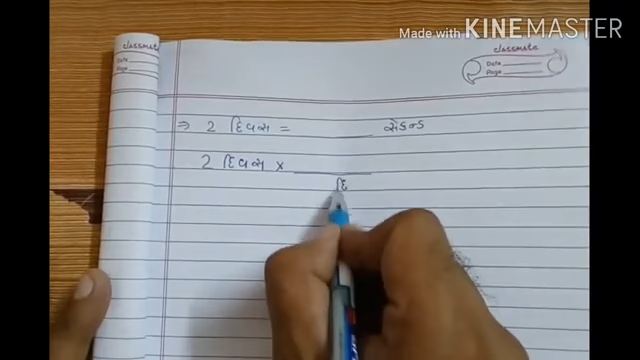 Made with KINEMASTER
classmate classmate
Date
Page
Date
Page
⇒ 2 દિવસ = ______ સેકન્ડ
2 દિવસ × ______
દિ